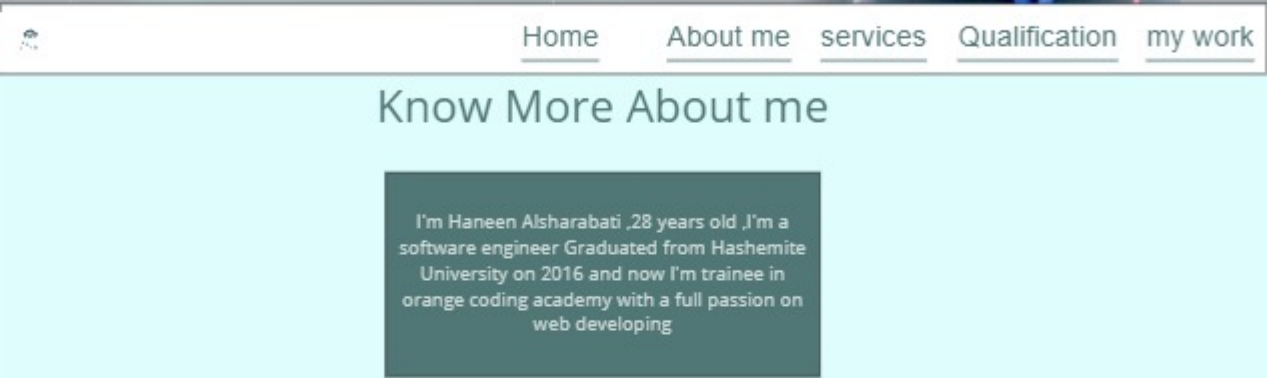 Home About me services Qualification my work
Know More About me
I'm Haneen Alsharabati ,28 years old ,I'm a
software engineer Graduated from Hashemite
University on 2016 and now I'm trainee in
orange coding academy with a full passion on
web developing